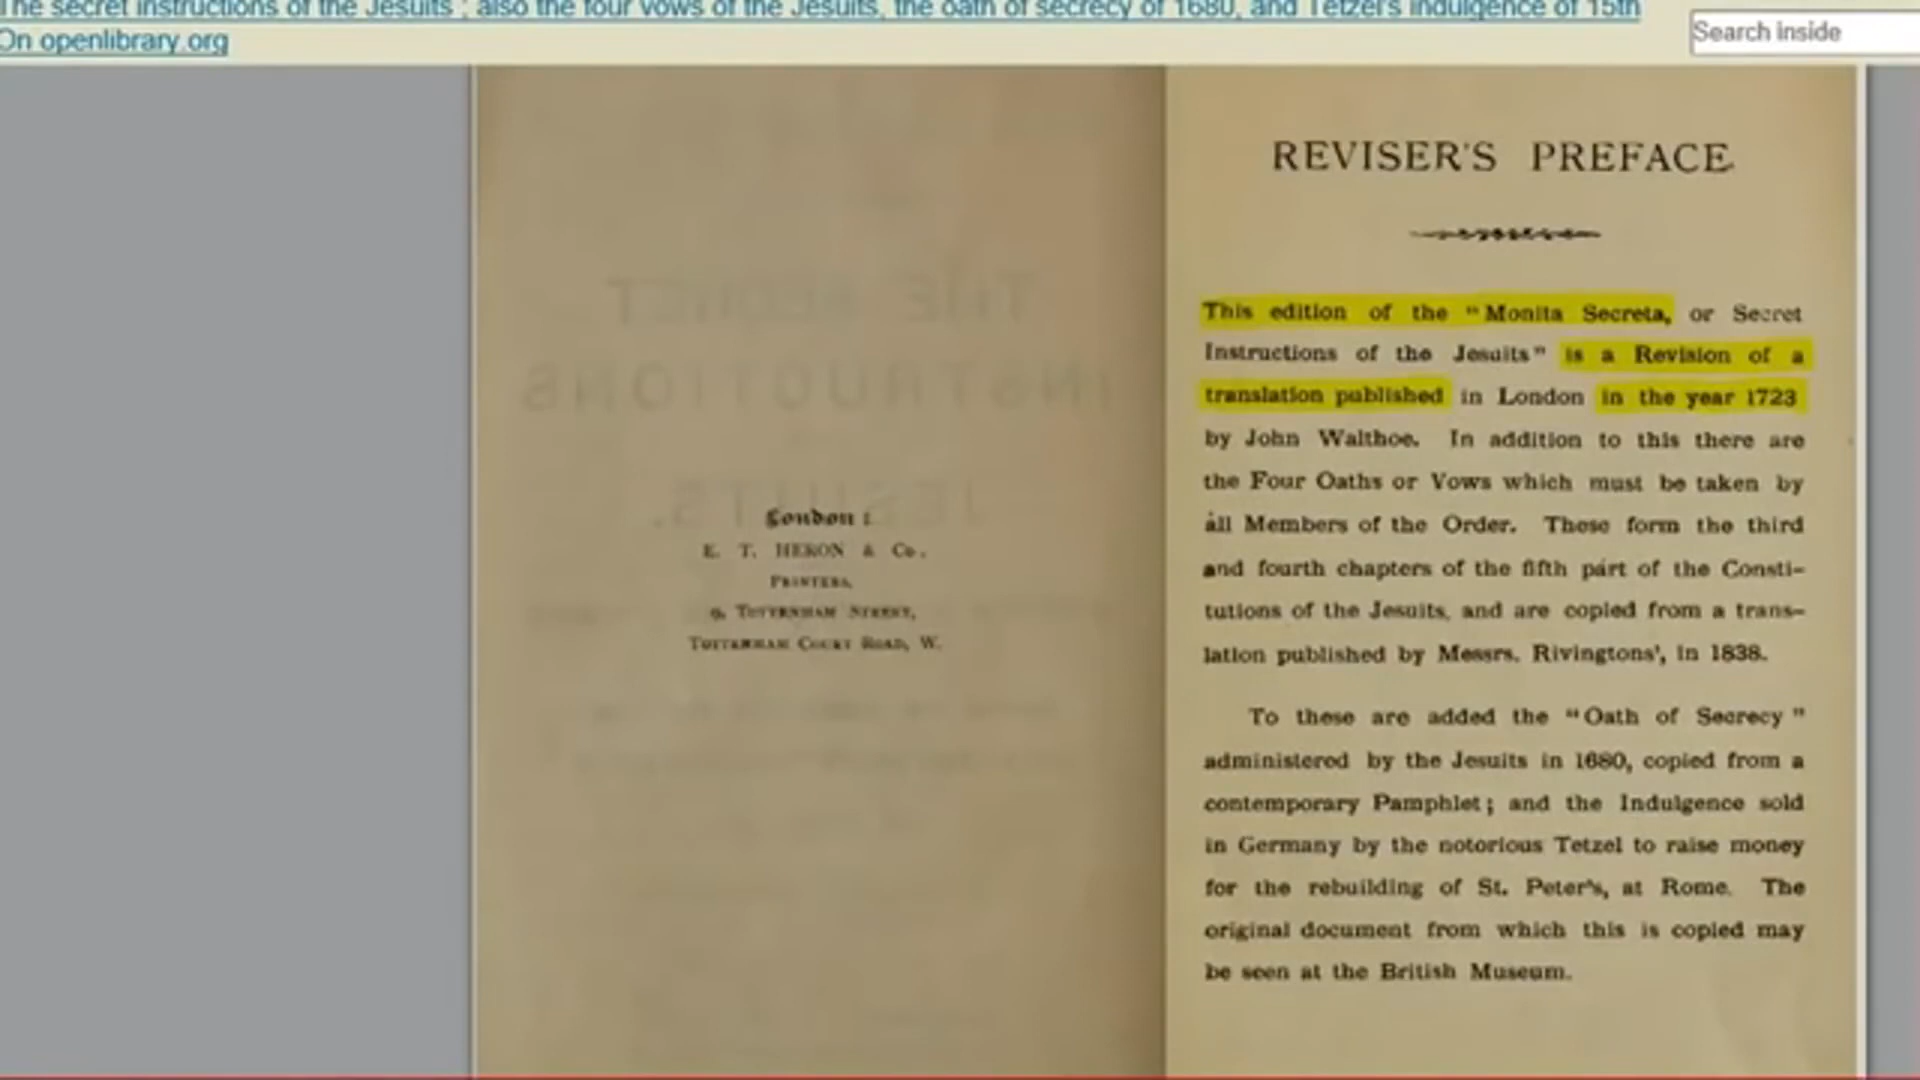 The secret instructions of the Jesuits ; also the four vows of the Jesuits, the oath of secrecy of 1680, and Tetzel's indulgence of 15th
On openlibrary.org
Search inside
London :
E. T. HERON & Co.,
PRINTERS,
9, TOTTENHAM STREET,
TOTTENHAM COURT ROAD, W.
THE SECRET
INSTRUCTIONS
JESUITS.
REVISER'S PREFACE
This edition of the "Monita Secreta, or Secret
Instructions of the Jesuits" is a Revision of a
translation published in London in the year 1723
by John Walthoe. In addition to this there are
the Four Oaths or Vows which must be taken by
all Members of the Order. These form the third
and fourth chapters of the fifth part of the Consti-
tutions of the Jesuits, and are copied from a trans-
lation published by Messrs. Rivingtons', in 1838.
To these are added the "Oath of Secrecy"
administered by the Jesuits in 1680, copied from a
contemporary Pamphlet; and the Indulgence sold
in Germany by the notorious Tetzel to raise money
for the rebuilding of St. Peter's, at Rome. The
original document from which this is copied may
be seen at the British Museum.